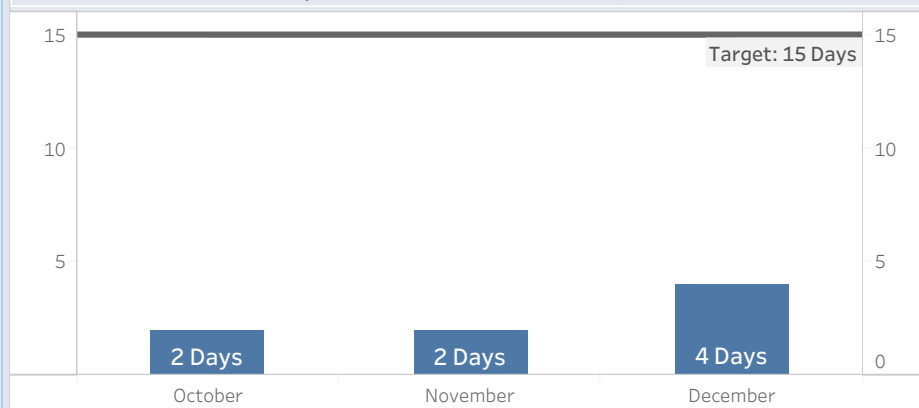 15
15
Target: 15 Days
10
10
5
5
2 Days
2 Days
4 Days
0
October
November
December